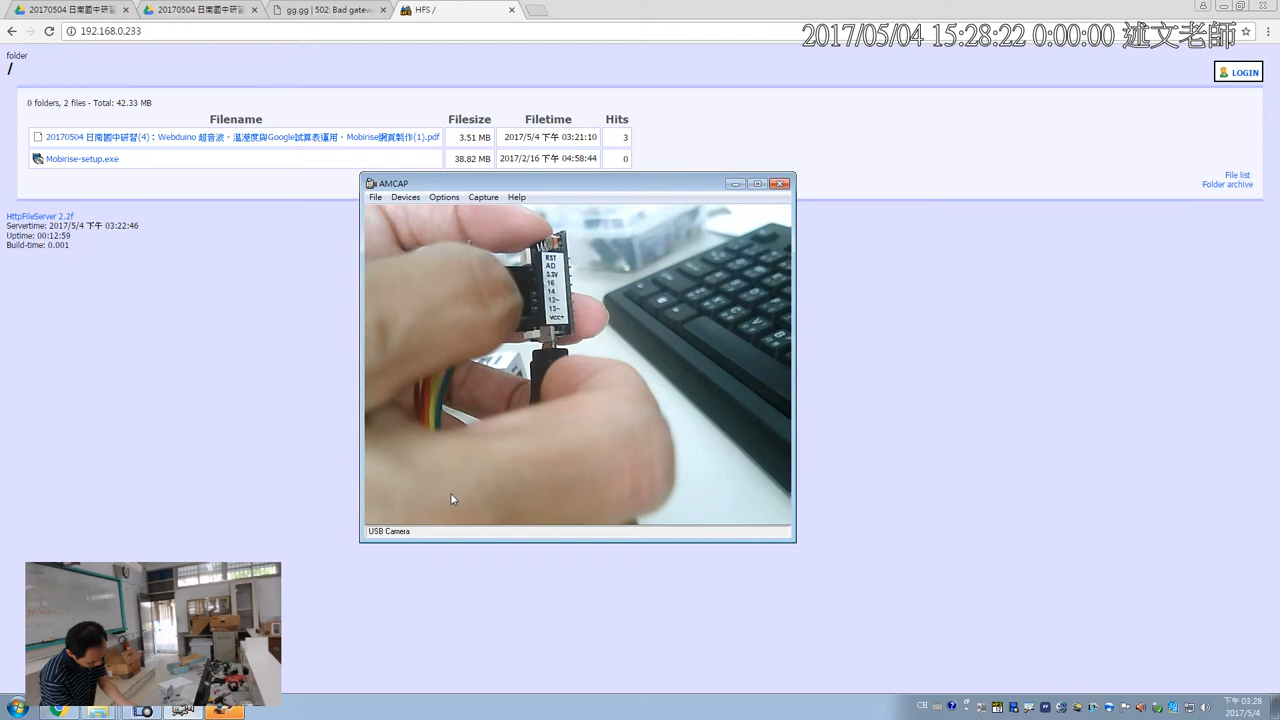 20170504 日南國中研
20170504 日南國中研
gg.gg | 502: Bad gatew
HFS /
192.168.0.233
2017/05/04 15:28:22 0:00:00 述文老師
folder
/
LOGIN
0 folders, 2 files - Total: 42.33 MB
Filename Filesize Filetime Hits
20170504 日南國中研習(4)：Webduino 超音波、溫溼度與Google試算表運用、Mobirise網頁製作(1).pdf 3.51 MB 2017/5/4 下午 03:21:10 3
Mobirise-setup.exe 38.82 MB 2017/2/16 下午 04:58:44 0
File list
Folder archive
HttpFileServer 2.2f
Servertime: 2017/5/4 下午 03:22:46
Uptime: 00:12:59
Build-time: 0.001
AMCAP
File Devices Options Capture Help
RST
AD
3.3V
16
14
12~
13~
vcc+
USB Camera
CH
下午 03:28
2017/5/4